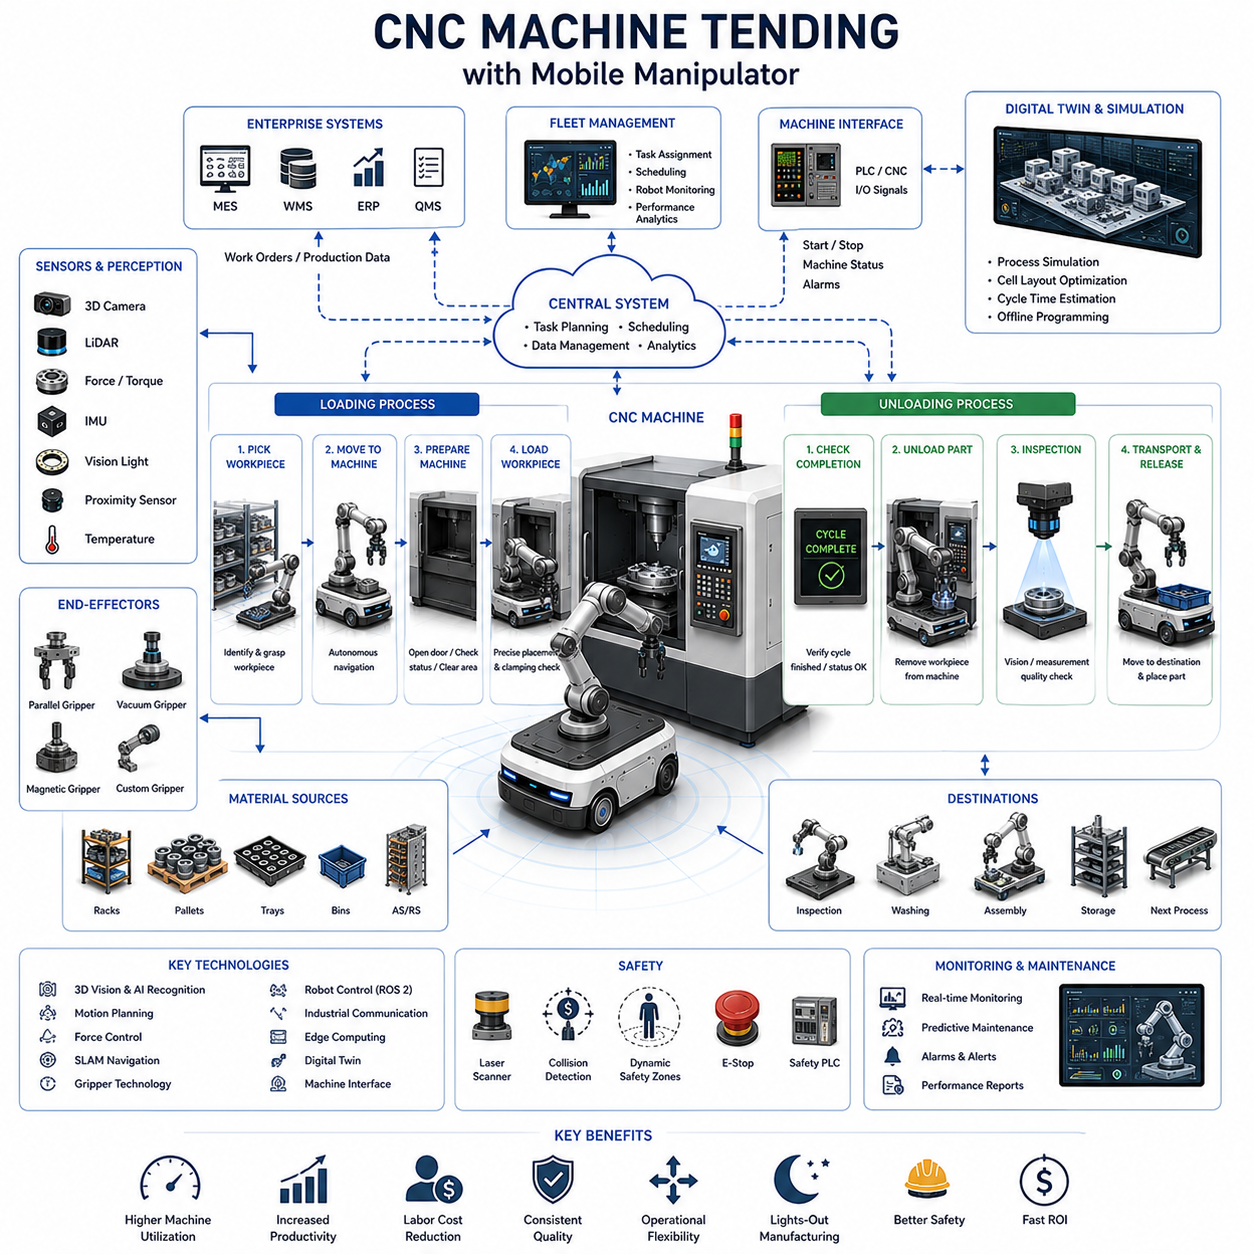 CNC MACHINE TENDING
with Mobile Manipulator
ENTERPRISE SYSTEMS
MES
WMS
ERP
QMS
Work Orders / Production Data
FLEET MANAGEMENT
• Task Assignment
• Scheduling
• Robot Monitoring
• Performance
Analytics
MACHINE INTERFACE
PLC / CNC
I/O Signals
Start / Stop
Machine Status
Alarms
DIGITAL TWIN & SIMULATION
• Process Simulation
• Cell Layout Optimization
• Cycle Time Estimation
• Offline Programming
SENSORS & PERCEPTION
3D Camera
LiDAR
Force / Torque
IMU
Vision Light
Proximity Sensor
Temperature
CENTRAL SYSTEM
• Task Planning • Scheduling
• Data Management • Analytics
LOADING PROCESS
1. PICK
WORKPIECE
Identify & grasp
workpiece
2. MOVE TO
MACHINE
Autonomous
navigation
3. PREPARE
MACHINE
Open door / Check
status / Clear area
4. LOAD
WORKPIECE
Precise placement
& clamping check
CNC MACHINE
UNLOADING PROCESS
1. CHECK
COMPLETION
CYCLE
COMPLETE
Verify cycle
finished / status OK
2. UNLOAD PART
Remove workpiece
from machine
3. INSPECTION
Vision / measurement
quality check
4. TRANSPORT &
RELEASE
Move to destination
& place part
END-EFFECTORS
Parallel Gripper
Vacuum Gripper
Magnetic Gripper
Custom Gripper
MATERIAL SOURCES
Racks
Pallets
Trays
Bins
AS/RS
DESTINATIONS
Inspection
Washing
Assembly
Storage
Next Process
KEY TECHNOLOGIES
3D Vision & AI Recognition
Motion Planning
Force Control
SLAM Navigation
Gripper Technology
Robot Control (ROS 2)
Industrial Communication
Edge Computing
Digital Twin
Machine Interface
SAFETY
Laser
Scanner
$
Collision
Detection
Dynamic
Safety Zones
E-Stop
Safety PLC
MONITORING & MAINTENANCE
Real-time Monitoring
Predictive Maintenance
Alarms & Alerts
Performance Reports
KEY BENEFITS
Higher Machine
Utilization
Increased
Productivity
$
Labor Cost
Reduction
Consistent
Quality
Operational
Flexibility
Lights-Out
Manufacturing
Better Safety
$
Fast ROI